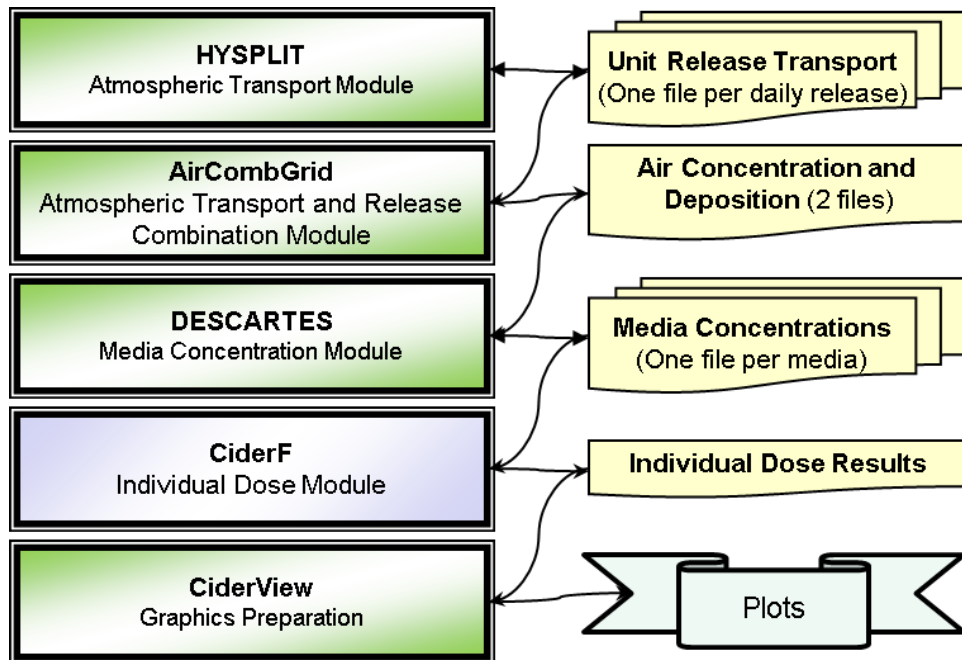 HYSPLIT
Atmospheric Transport Module
Unit Release Transport
(One file per daily release)
AirCombGrid
Atmospheric Transport and Release
Combination Module
Air Concentration and
Deposition (2 files)
DESCARTES
Media Concentration Module
Media Concentrations
(One file per media)
CiderF
Individual Dose Module
Individual Dose Results
CiderView
Graphics Preparation
Plots